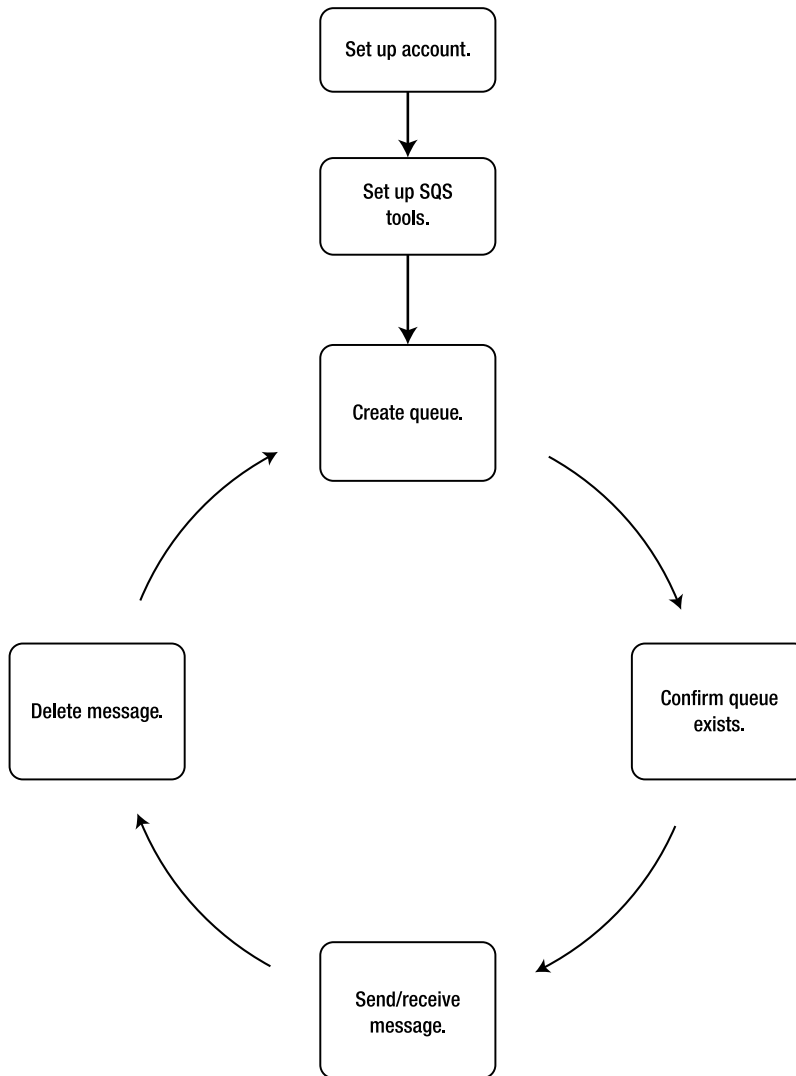 Set up account.
Set up SQS
tools.
Create queue.
Delete message.
Confirm queue
exists.
Send/receive
message.